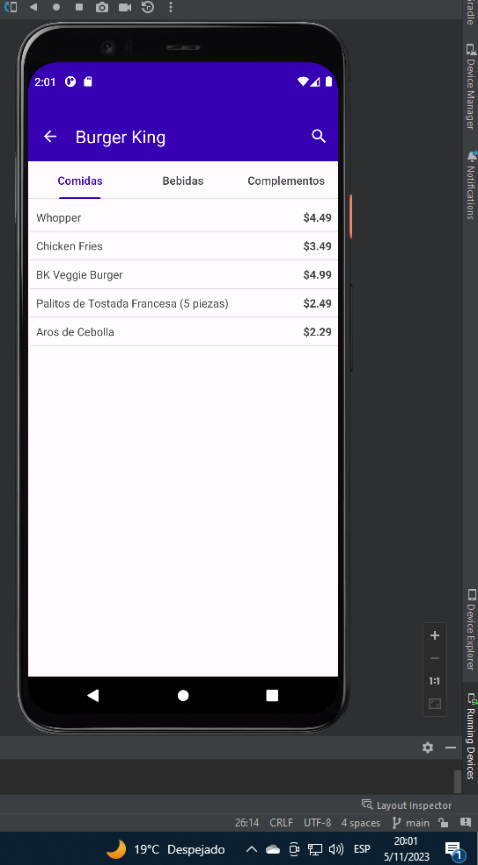 Gradle
Device Manager
Notifications
2:01
Burger King
Comidas Bebidas Complementos
Whopper $4.49
Chicken Fries $3.49
BK Veggie Burger $4.99
Palitos de Tostada Francesa (5 piezas) $2.49
Aros de Cebolla $2.29
1:1
Device Explorer
Running Devices
Layout Inspector
26:14 CRLF UTF-8 4 spaces main
19°C Despejado ESP 20:01
5/11/2023 1